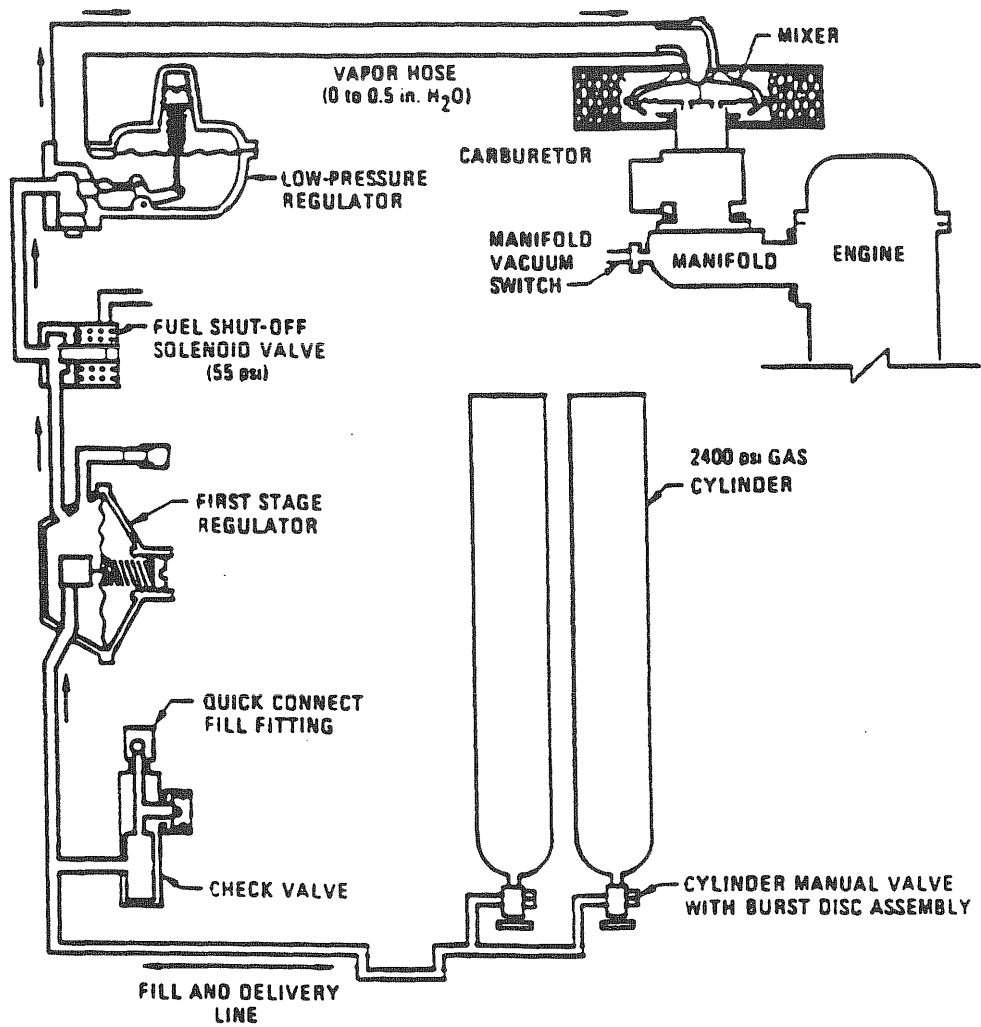 MIXER
VAPOR HOSE
(0 to 0.5 in. H₂O)
CARBURETOR
LOW-PRESSURE
REGULATOR
MANIFOLD
VACUUM
SWITCH
MANIFOLD
ENGINE
FUEL SHUT-OFF
SOLENOID VALVE
(55 psi)
2400 psi GAS
CYLINDER
FIRST STAGE
REGULATOR
QUICK CONNECT
FILL FITTING
CHECK VALVE
CYLINDER MANUAL VALVE
WITH BURST DISC ASSEMBLY
FILL AND DELIVERY
LINE